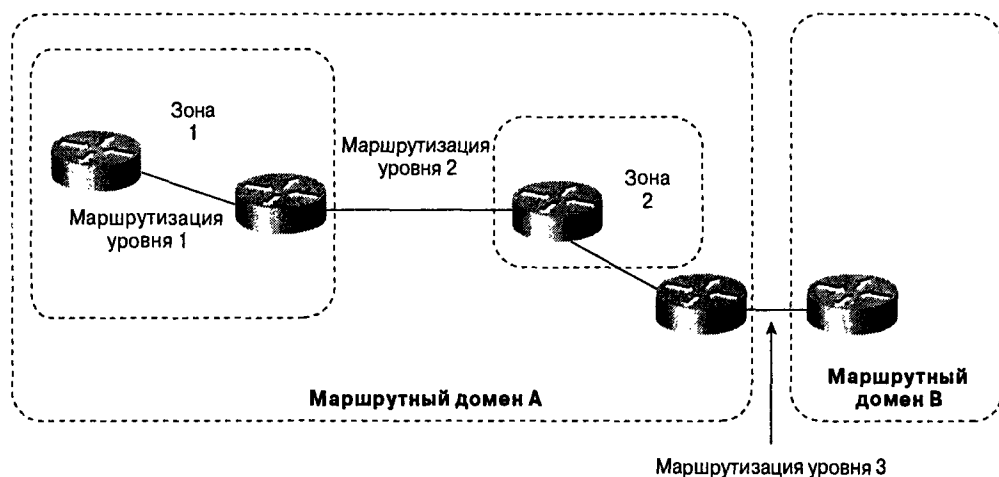 Зона
1
Маршрутизация
уровня 2
Зона
2
Маршрутизация
уровня 1
Маршрутный домен А
Маршрутный
домен В
Маршрутизация уровня 3